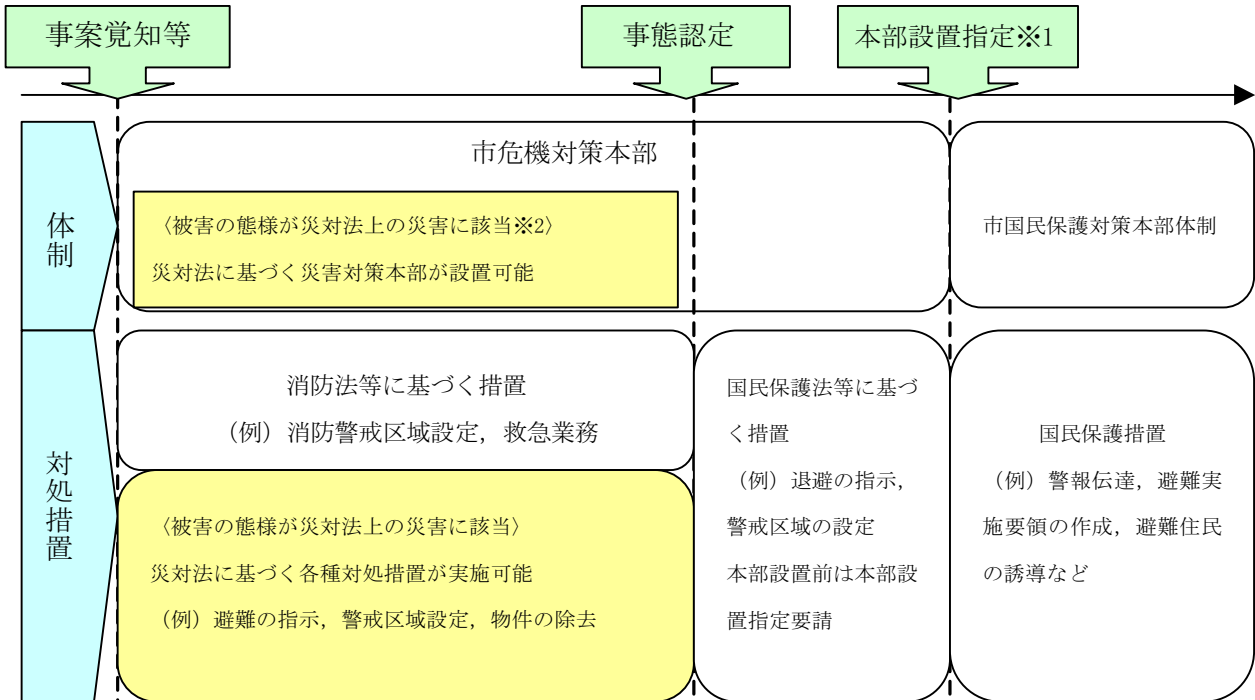 事案覚知等
事態認定
本部設置指定※1
体制
市危機対策本部
〈被害の態様が災対法上の災害に該当※2〉
災対法に基づく災害対策本部が設置可能
市国民保護対策本部体制
対処措置
消防法等に基づく措置
（例）消防警戒区域設定，救急業務
〈被害の態様が災対法上の災害に該当〉
災対法に基づく各種対処措置が実施可能
（例）避難の指示，警戒区域設定，物件の除去
国民保護法等に基づ
く措置
（例）退避の指示，
警戒区域の設定
本部設置前は本部設
置指定要請
国民保護措置
（例）警報伝達，避難実
施要領の作成，避難住民
の誘導など